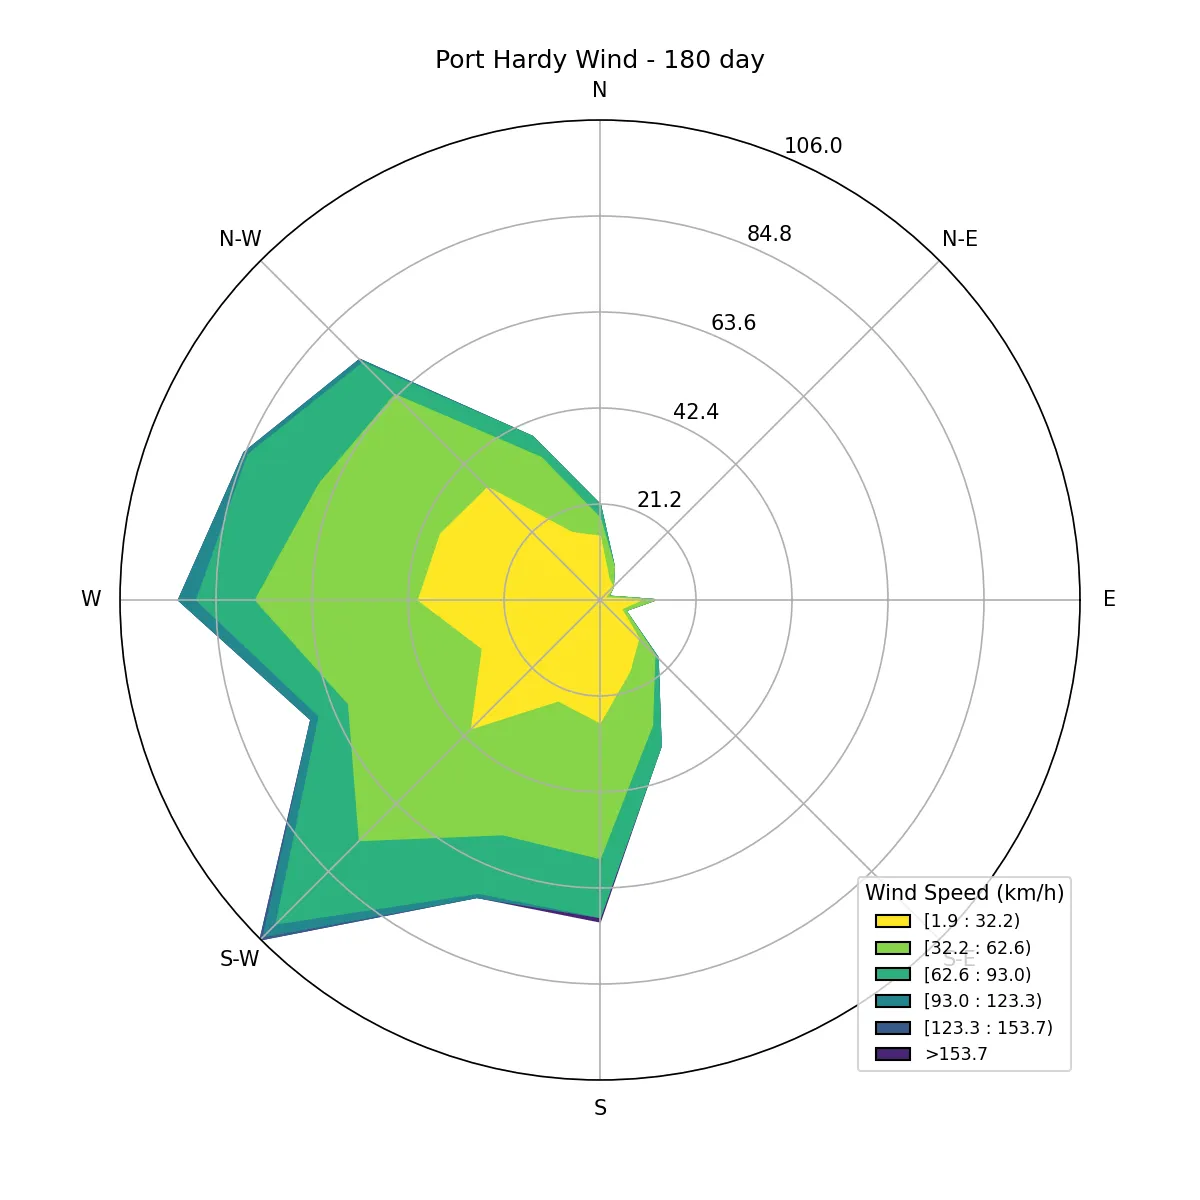 Port Hardy Wind - 180 day
N
106.0
84.8
N-W
N-E
63.6
42.4
21.2
W
E
S-W
S-E
S
Wind Speed (km/h)
[1.9 : 32.2)
[32.2 : 62.6)
[62.6 : 93.0)
[93.0 : 123.3)
[123.3 : 153.7)
>153.7